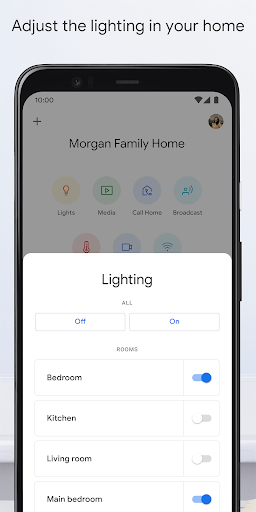 Adjust the lighting in your home
10:00
Morgan Family Home
Lights
Media
Call Home
Broadcast
Lighting
ALL
Off
On
ROOMS
Bedroom
Kitchen
Living room
Main bedroom